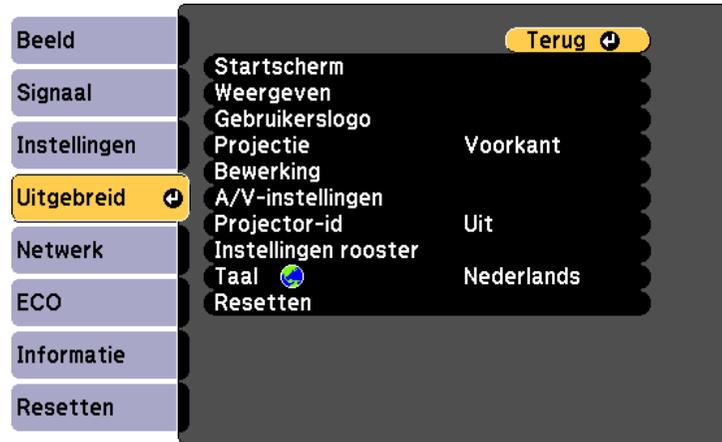 Beeld
Signaal
Instellingen
Uitgebreid
Netwerk
ECO
Informatie
Resetten
Terug
Startscherm
Weergeven
Gebruikerslogo
Projectie Voorkant
Bewerking
A/V-instellingen
Projector-id Uit
Instellingen rooster
Taal Nederlands
Resetten